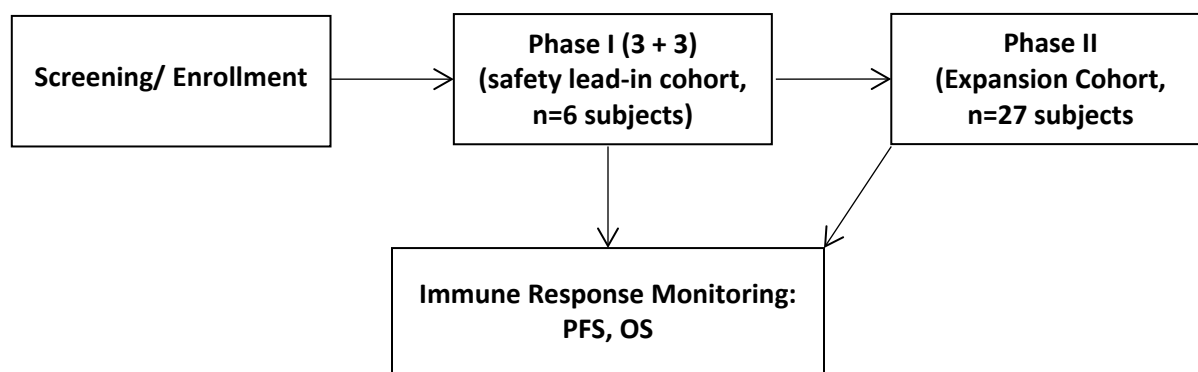 Screening/ Enrollment
Phase I (3 + 3)
(safety lead-in cohort,
n=6 subjects)
Phase II
(Expansion Cohort,
n=27 subjects
Immune Response Monitoring:
PFS, OS